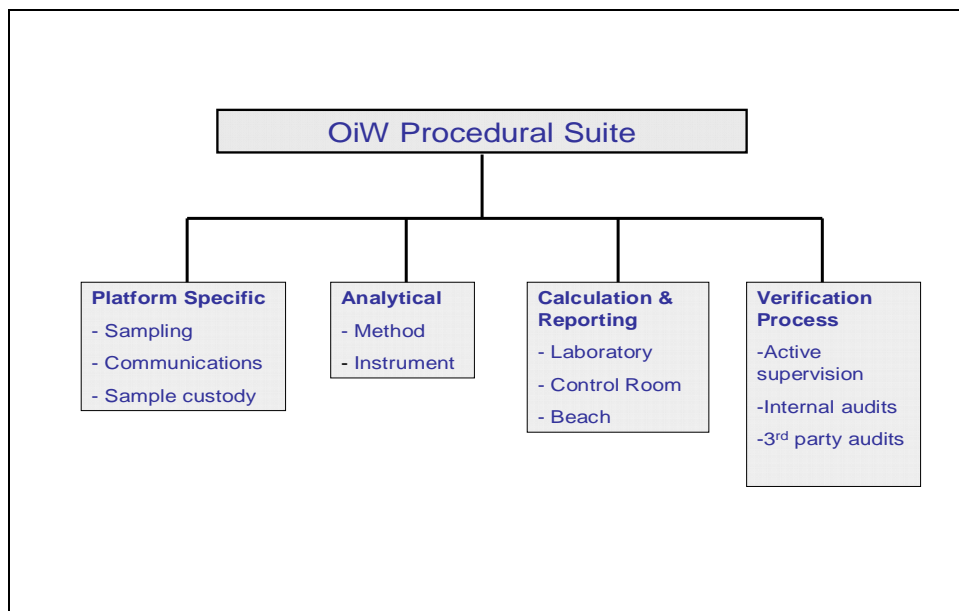 OiW Procedural Suite
Platform Specific
- Sampling
- Communications
- Sample custody
Analytical
- Method
- Instrument
Calculation &
Reporting
- Laboratory
- Control Room
- Beach
Verification
Process
-Active
supervision
-Internal audits
-3rd party audits